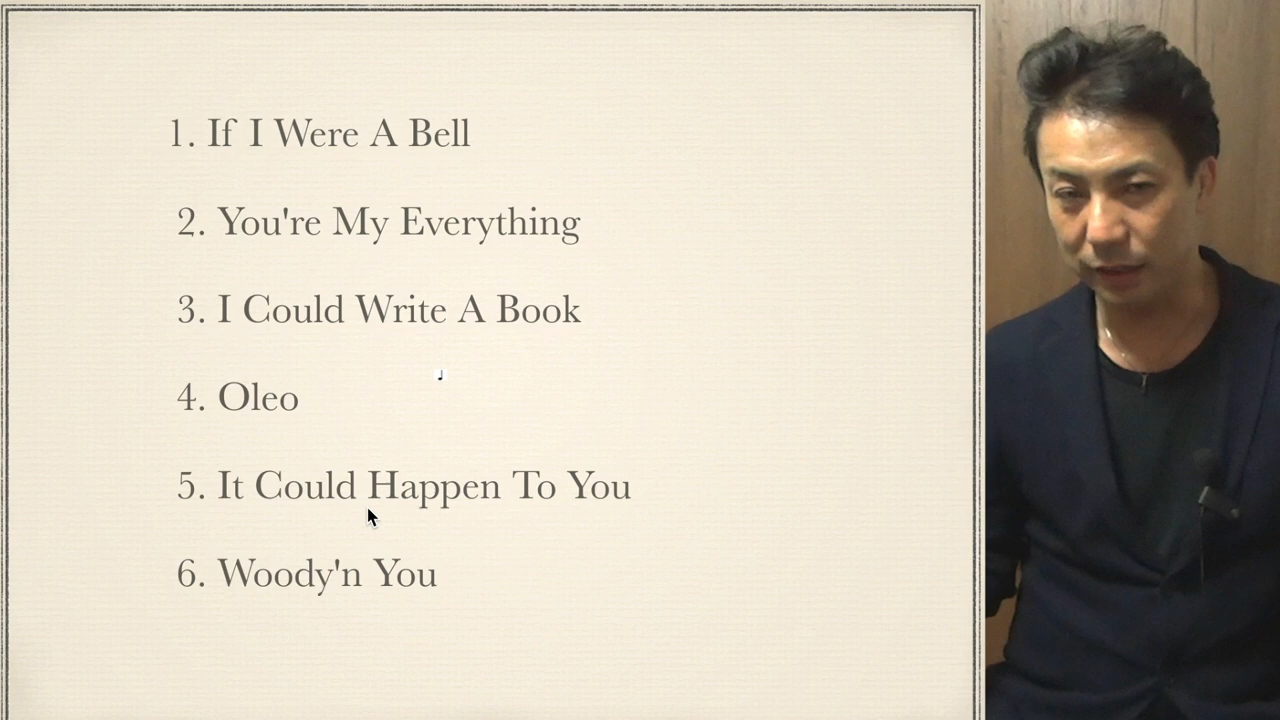 1. If I Were A Bell
2. You're My Everything
3. I Could Write A Book
4. Oleo
5. It Could Happen To You
6. Woody'n You